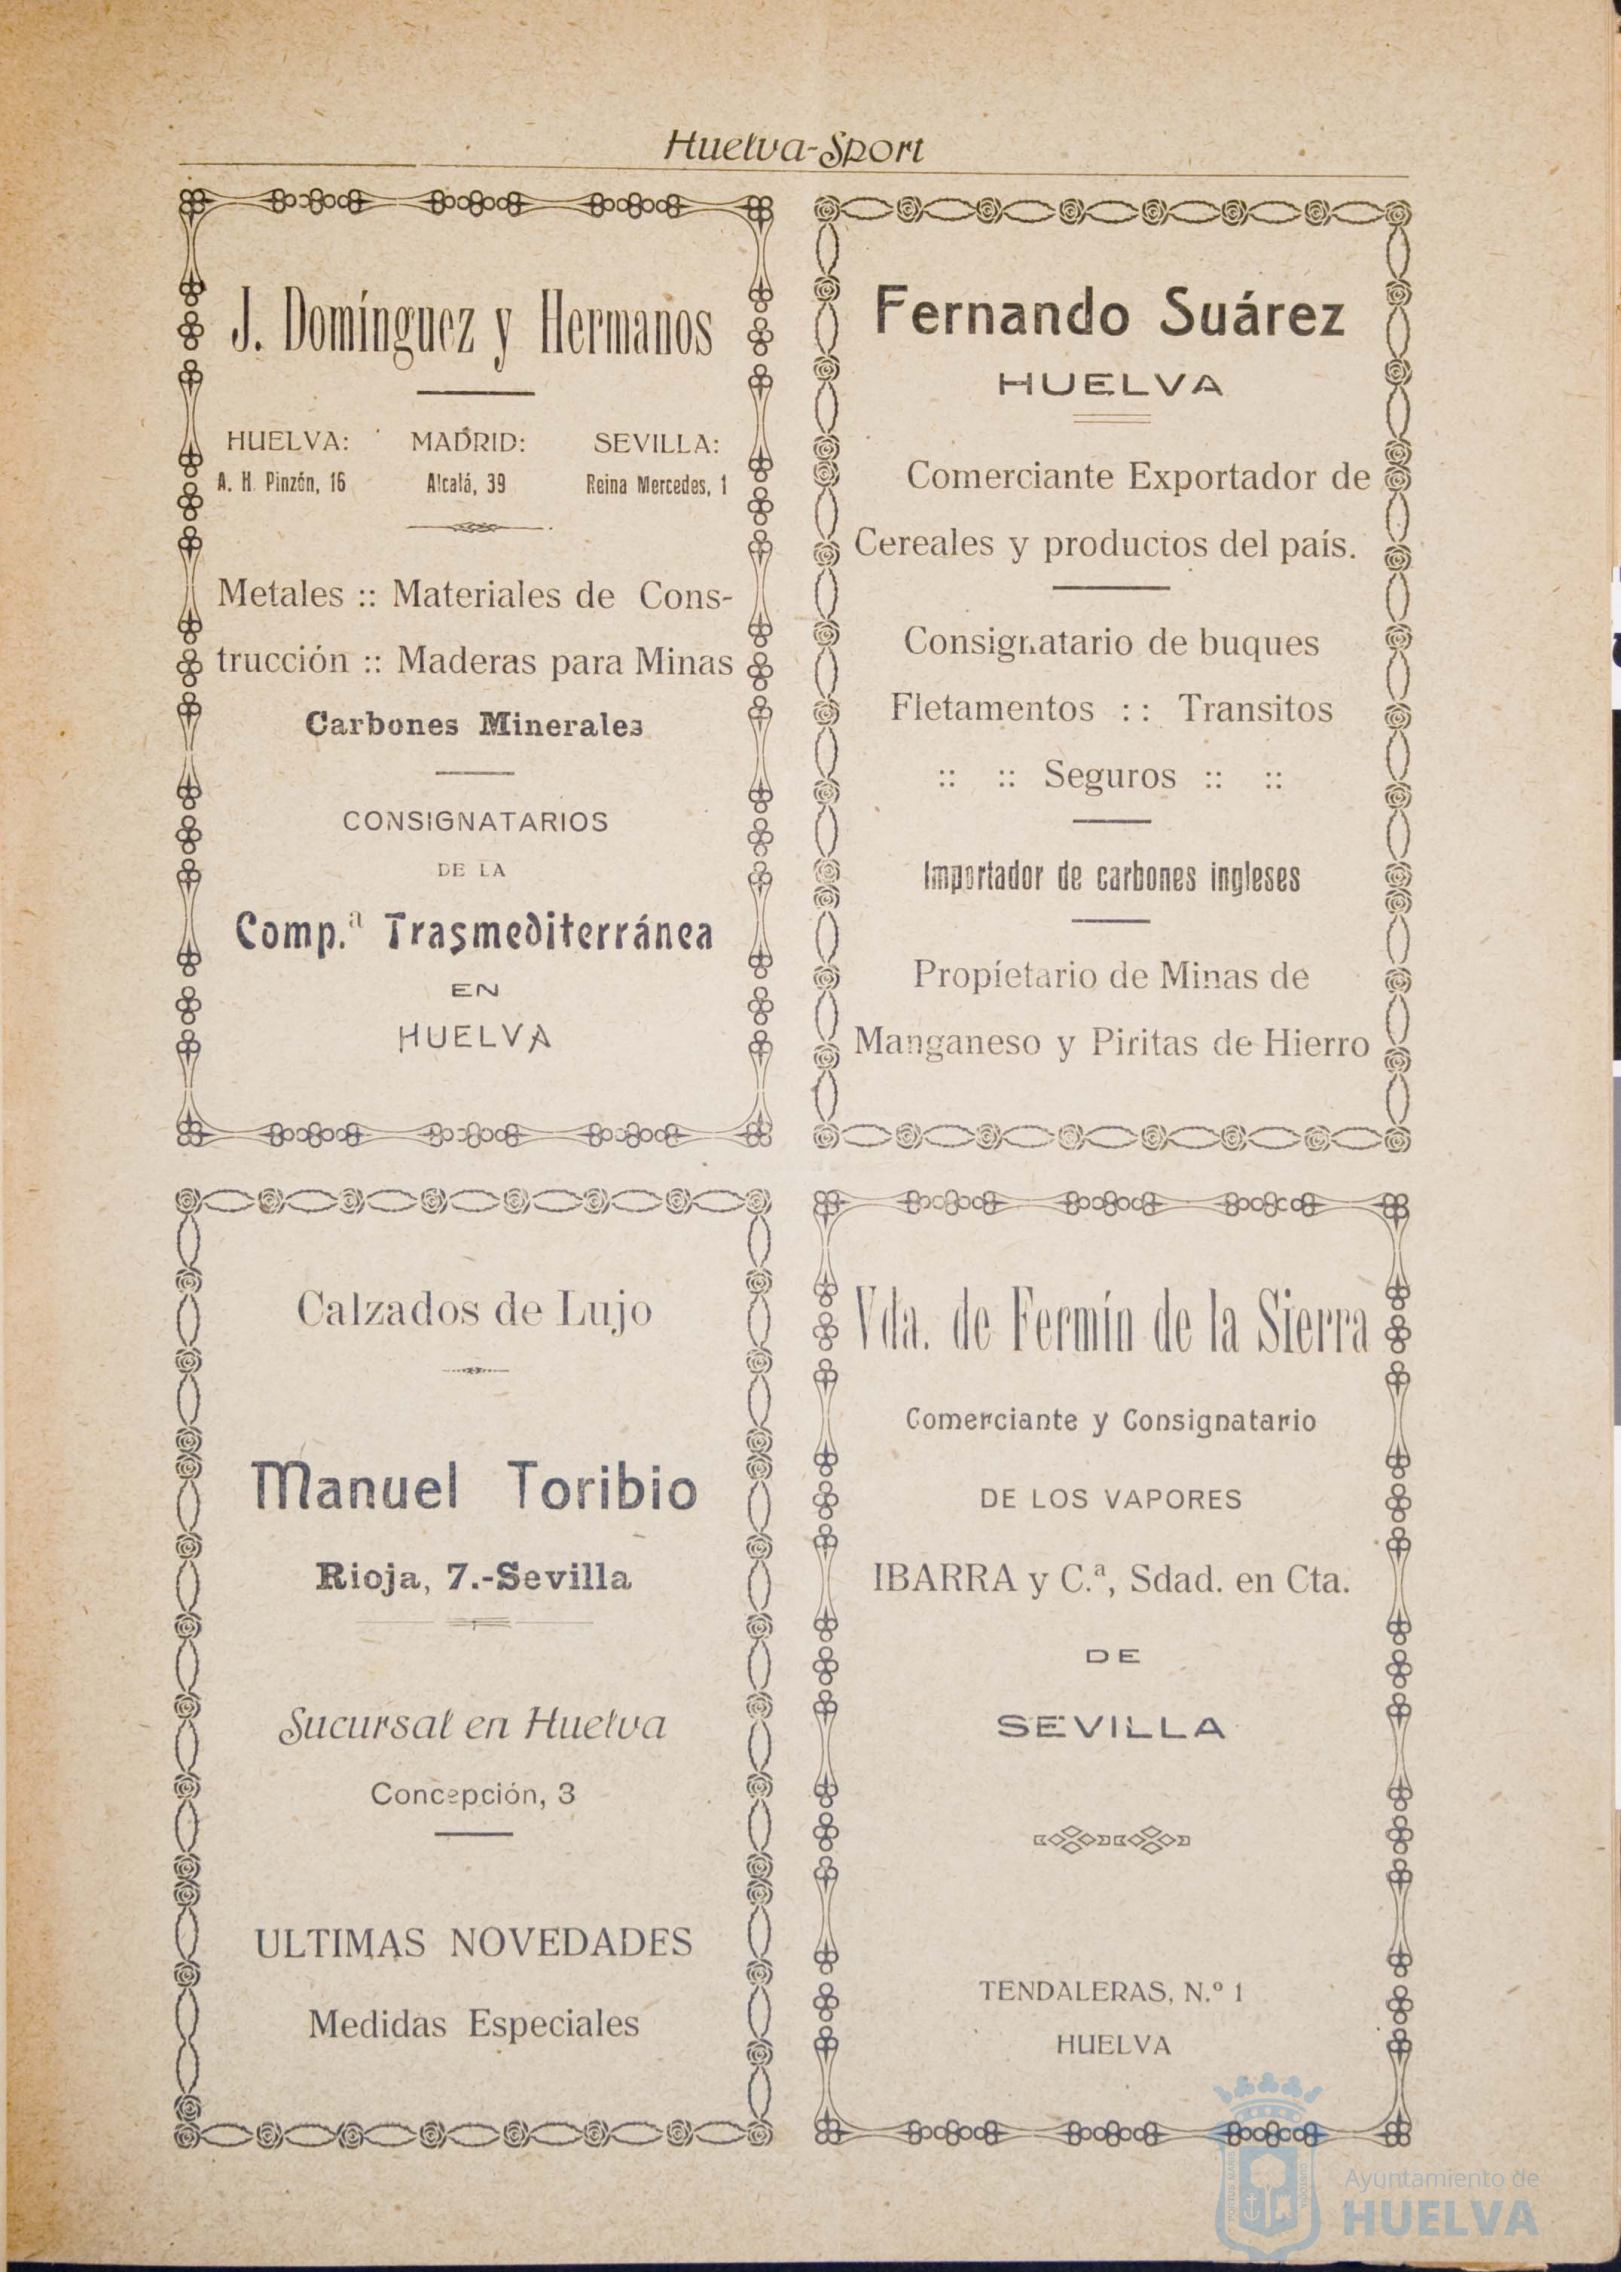 Huelva-Sport
J. Domínguez y Hermanos
HUELVA: MADRID: SEVILLA:
A. H. Pinzón, 16 Alcalá, 39 Reina Mercedes, 1
Metales :: Materiales de Cons-
trucción :: Maderas para Minas
Carbones Minerales
CONSIGNATARIOS
DE LA
Comp.ª Trasmediterránea
EN
HUELVA
Fernando Suárez
HUELVA
Comerciante Exportador de
Cereales y productos del país.
Consignatario de buques
Fletamentos :: Transitos
:: :: Seguros :: ::
Importador de carbones ingleses
Propíetario de Minas de
Manganeso y Piritas de Hierro
Calzados de Lujo
Manuel Toribio
Rioja, 7.-Sevilla
Sucursal en Huelva
Concepción, 3
ULTIMAS NOVEDADES
Medidas Especiales
Vda. de Fermín de la Sierra
Comerciante y Consignatario
DE LOS VAPORES
IBARRA y C.ª, Sdad. en Cta.
DE
SEVILLA
TENDALERAS, N.º 1
HUELVA
Ayuntamiento de
HUELVA